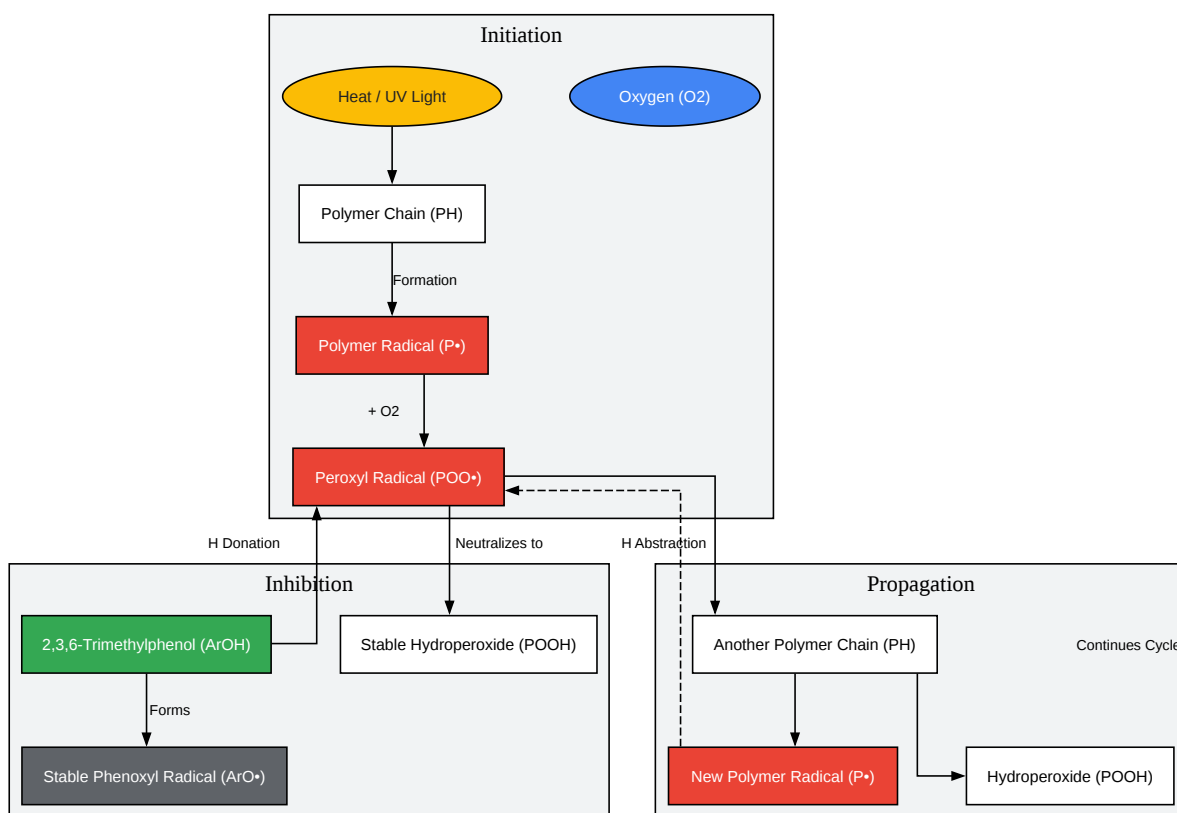 Initiation
Heat / UV Light
Oxygen (O2)
Polymer Chain (PH)
Formation
Polymer Radical (P•)
+ O2
Peroxyl Radical (POO•)
H Donation
Neutralizes to
H Abstraction
Inhibition
2,3,6-Trimethylphenol (ArOH)
Stable Hydroperoxide (POOH)
Forms
Stable Phenoxyl Radical (ArO•)
Propagation
Another Polymer Chain (PH)
Continues Cycle
New Polymer Radical (P•)
Hydroperoxide (POOH)